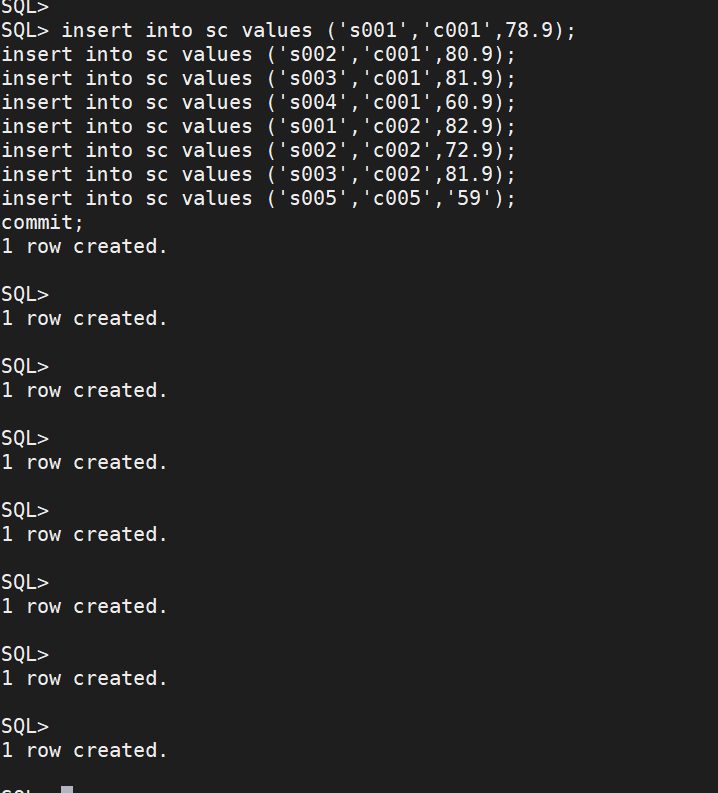 SQL>
SQL> insert into sc values ('s001','c001',78.9);
insert into sc values ('s002','c001',80.9);
insert into sc values ('s003','c001',81.9);
insert into sc values ('s004','c001',60.9);
insert into sc values ('s001','c002',82.9);
insert into sc values ('s002','c002',72.9);
insert into sc values ('s003','c002',81.9);
insert into sc values ('s005','c005','59');
commit;
1 row created.
SQL>
1 row created.
SQL>
1 row created.
SQL>
1 row created.
SQL>
1 row created.
SQL>
1 row created.
SQL>
1 row created.
SQL>
1 row created.
SQL>